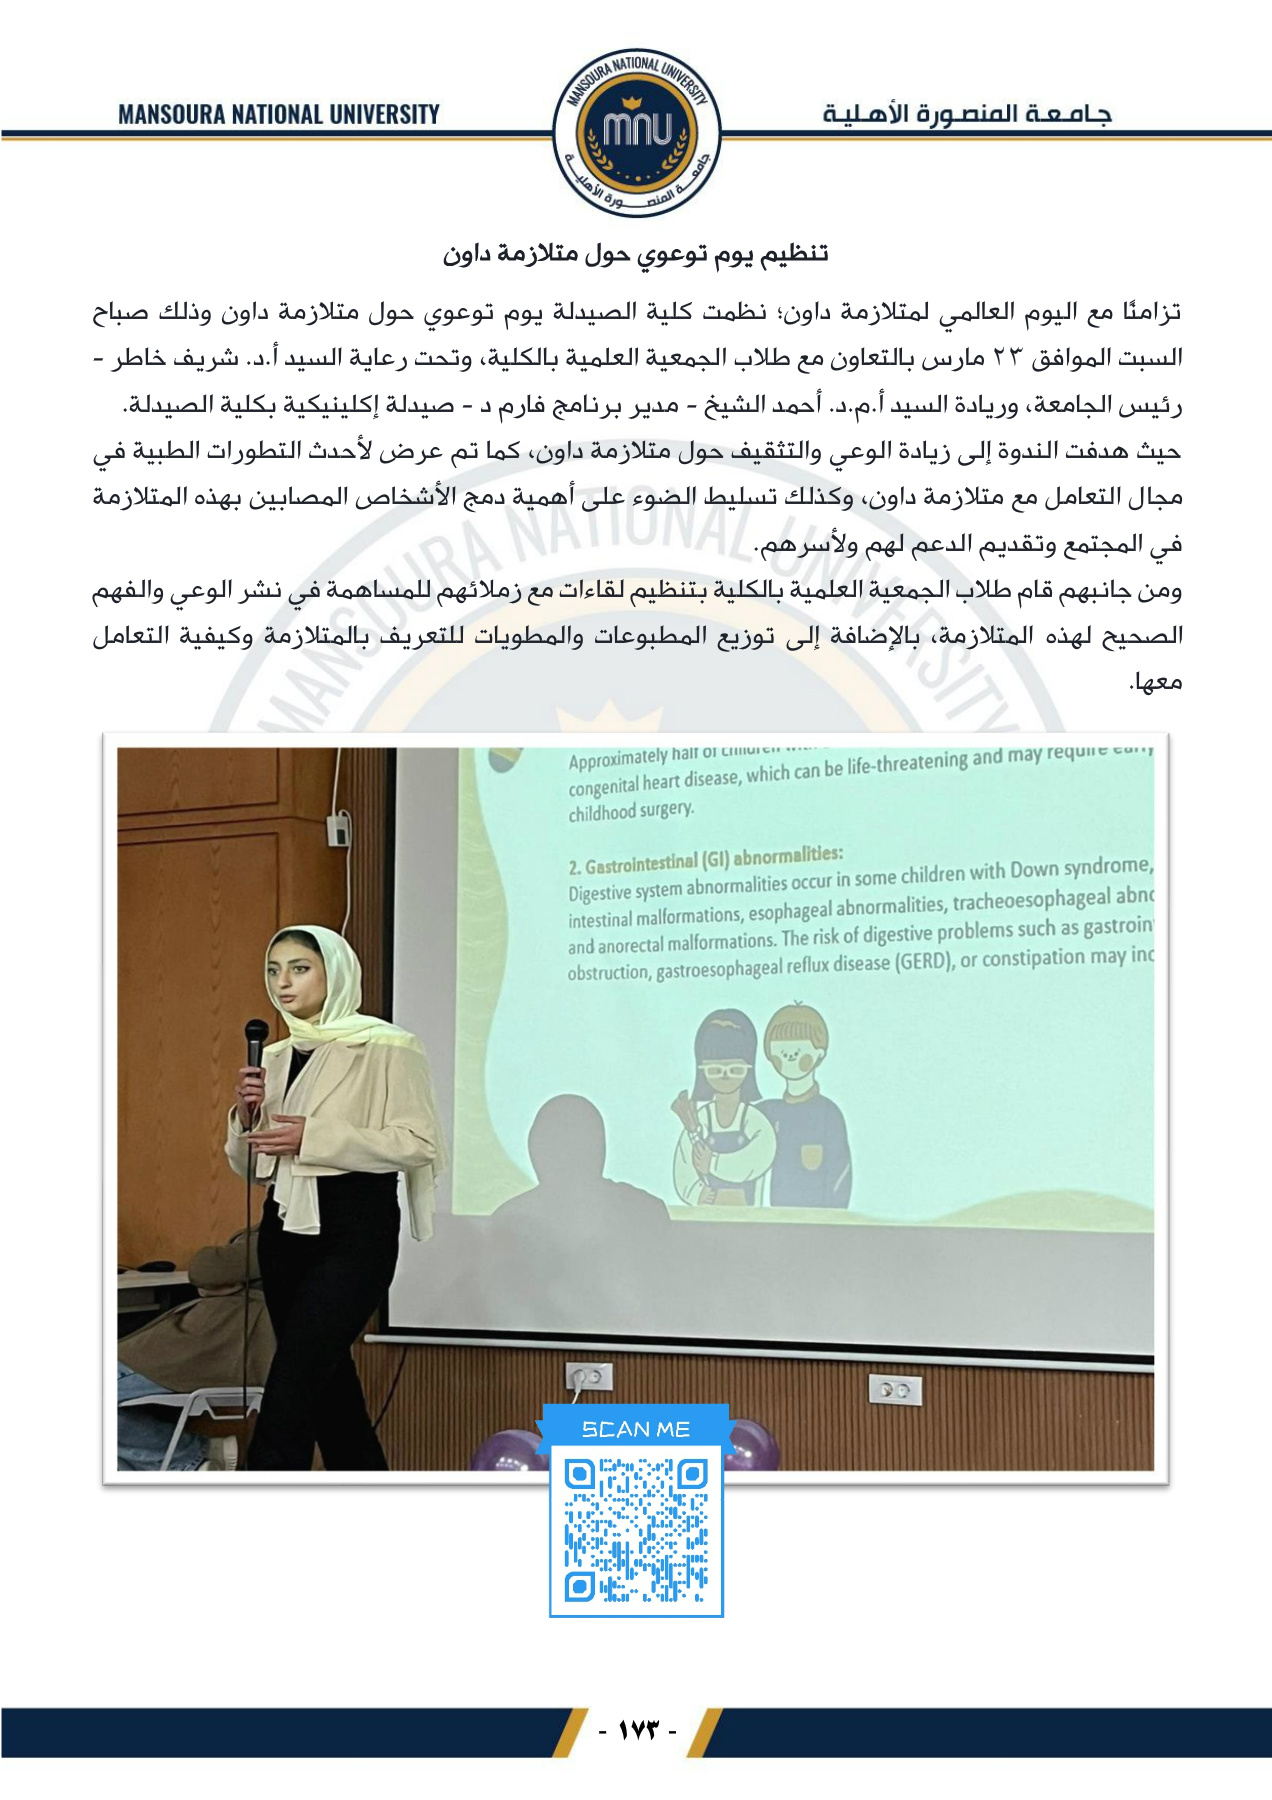 MANSOURA NATIONAL UNIVERSITY
جامعة المنصورة الأهلية
MANSOURA NATIONAL UNIVERSITY
mnu
جامعة المنصورة الأهلية
تنظيم يوم توعوي حول متلازمة داون
تزامنًا مع اليوم العالمي لمتلازمة داون؛ نظمت كلية الصيدلة يوم توعوي حول متلازمة داون وذلك صباح
السبت الموافق ٢٣ مارس بالتعاون مع طلاب الجمعية العلمية بالكلية، وتحت رعاية السيد أ.د. شريف خاطر -
رئيس الجامعة، وريادة السيد أ.م.د. أحمد الشيخ - مدير برنامج فارم د - صيدلة إكلينيكية بكلية الصيدلة.
حيث هدفت الندوة إلى زيادة الوعي والتثقيف حول متلازمة داون، كما تم عرض لأحدث التطورات الطبية في
مجال التعامل مع متلازمة داون، وكذلك تسليط الضوء على أهمية دمج الأشخاص المصابين بهذه المتلازمة
في المجتمع وتقديم الدعم لهم ولأسرهم.
ومن جانبهم قام طلاب الجمعية العلمية بالكلية بتنظيم لقاءات مع زملائهم للمساهمة في نشر الوعي والفهم
الصحيح لهذه المتلازمة، بالإضافة إلى توزيع المطبوعات والمطويات للتعريف بالمتلازمة وكيفية التعامل
معها.
MANSOURA NATIONAL UNIVERSITY
Approximately half of children
congenital heart disease, which can be life-threatening and may require early
childhood surgery.
2. Gastrointestinal (GI) abnormalities:
Digestive system abnormalities occur in some children with Down syndrome,
intestinal malformations, esophageal abnormalities, tracheoesophageal abno
and anorectal malformations. The risk of digestive problems such as gastroin
obstruction, gastroesophageal reflux disease (GERD), or constipation may inc
SCAN ME
- ١٧٣ -